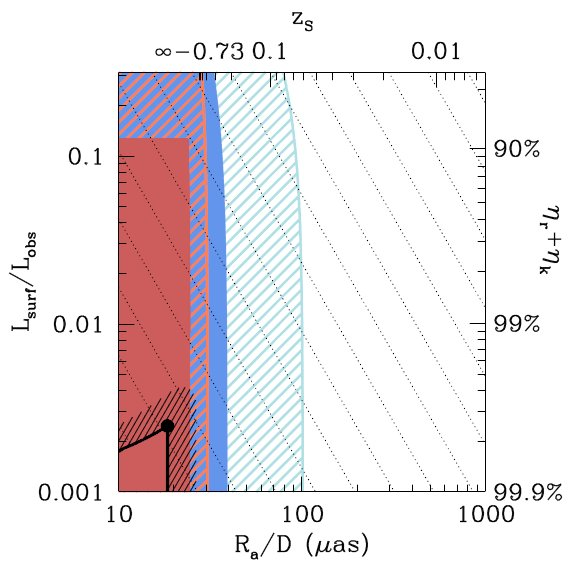 z_S
∞ -0.73 0.1 0.01
0.1
0.01
0.001
L_surf/L_obs
90%
99%
99.9%
η_r+η_k
10 100 1000
R_a/D (μas)